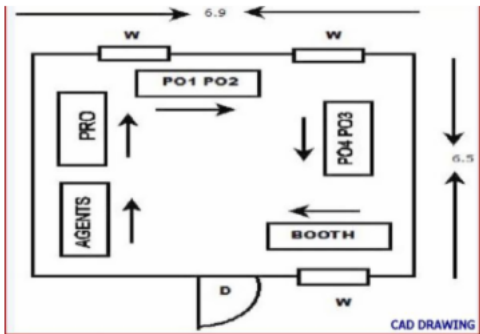 6.9
W
W
PO1 PO2
PRO
PO4 PO3
6.5
AGENTS
BOOTH
D
W
CAD DRAWING